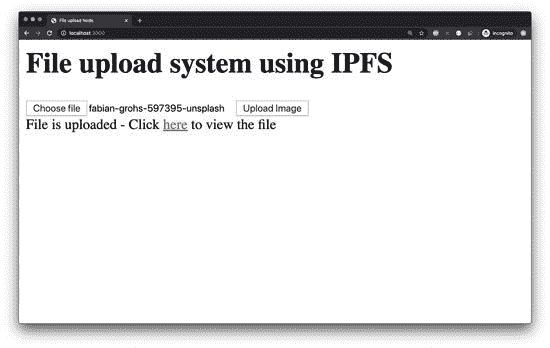 File upload Node
localhost:3000
Incognito
File upload system using IPFS
Choose file fabian-grohs-597395-unsplash Upload Image
File is uploaded - Click here to view the file